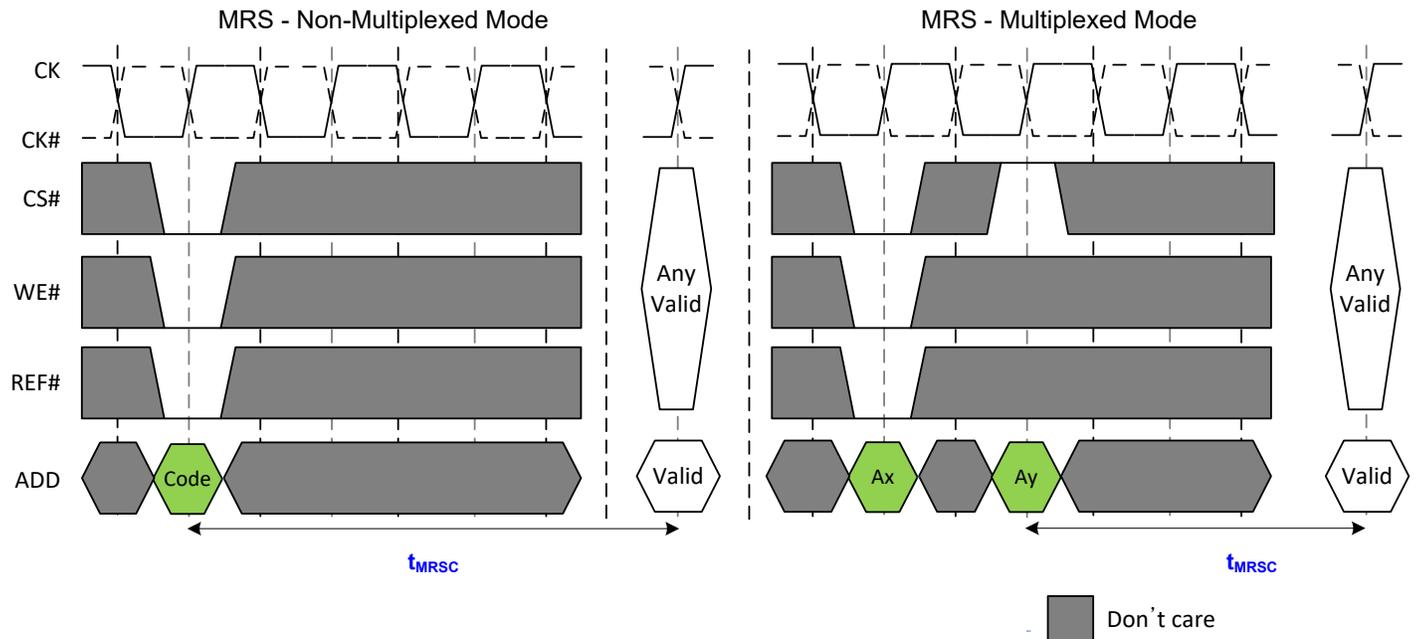 MRS - Non-Multiplexed Mode
MRS - Multiplexed Mode
CK
CK#
CS#
WE#
REF#
ADD
Any
Valid
Any
Valid
Code
Valid
Ax
Ay
Valid
tMRSC
tMRSC
Don't care